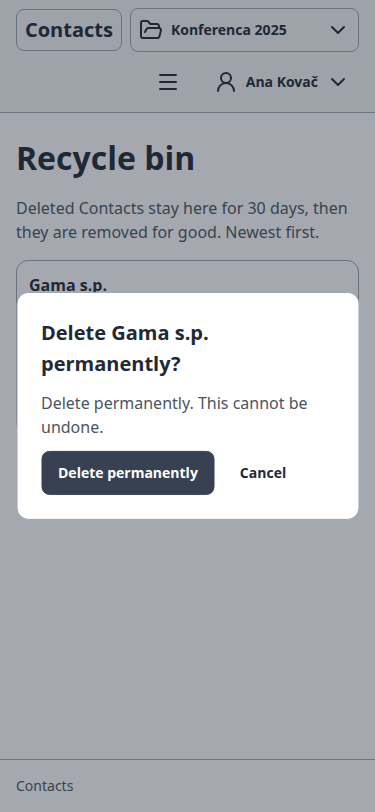 Contacts
Konferenca 2025
Ana Kovač
Recycle bin
Deleted Contacts stay here for 30 days, then
they are removed for good. Newest first.
Gama s.p.
Delete Gama s.p.
permanently?
Delete permanently. This cannot be
undone.
Delete permanently
Cancel
Contacts